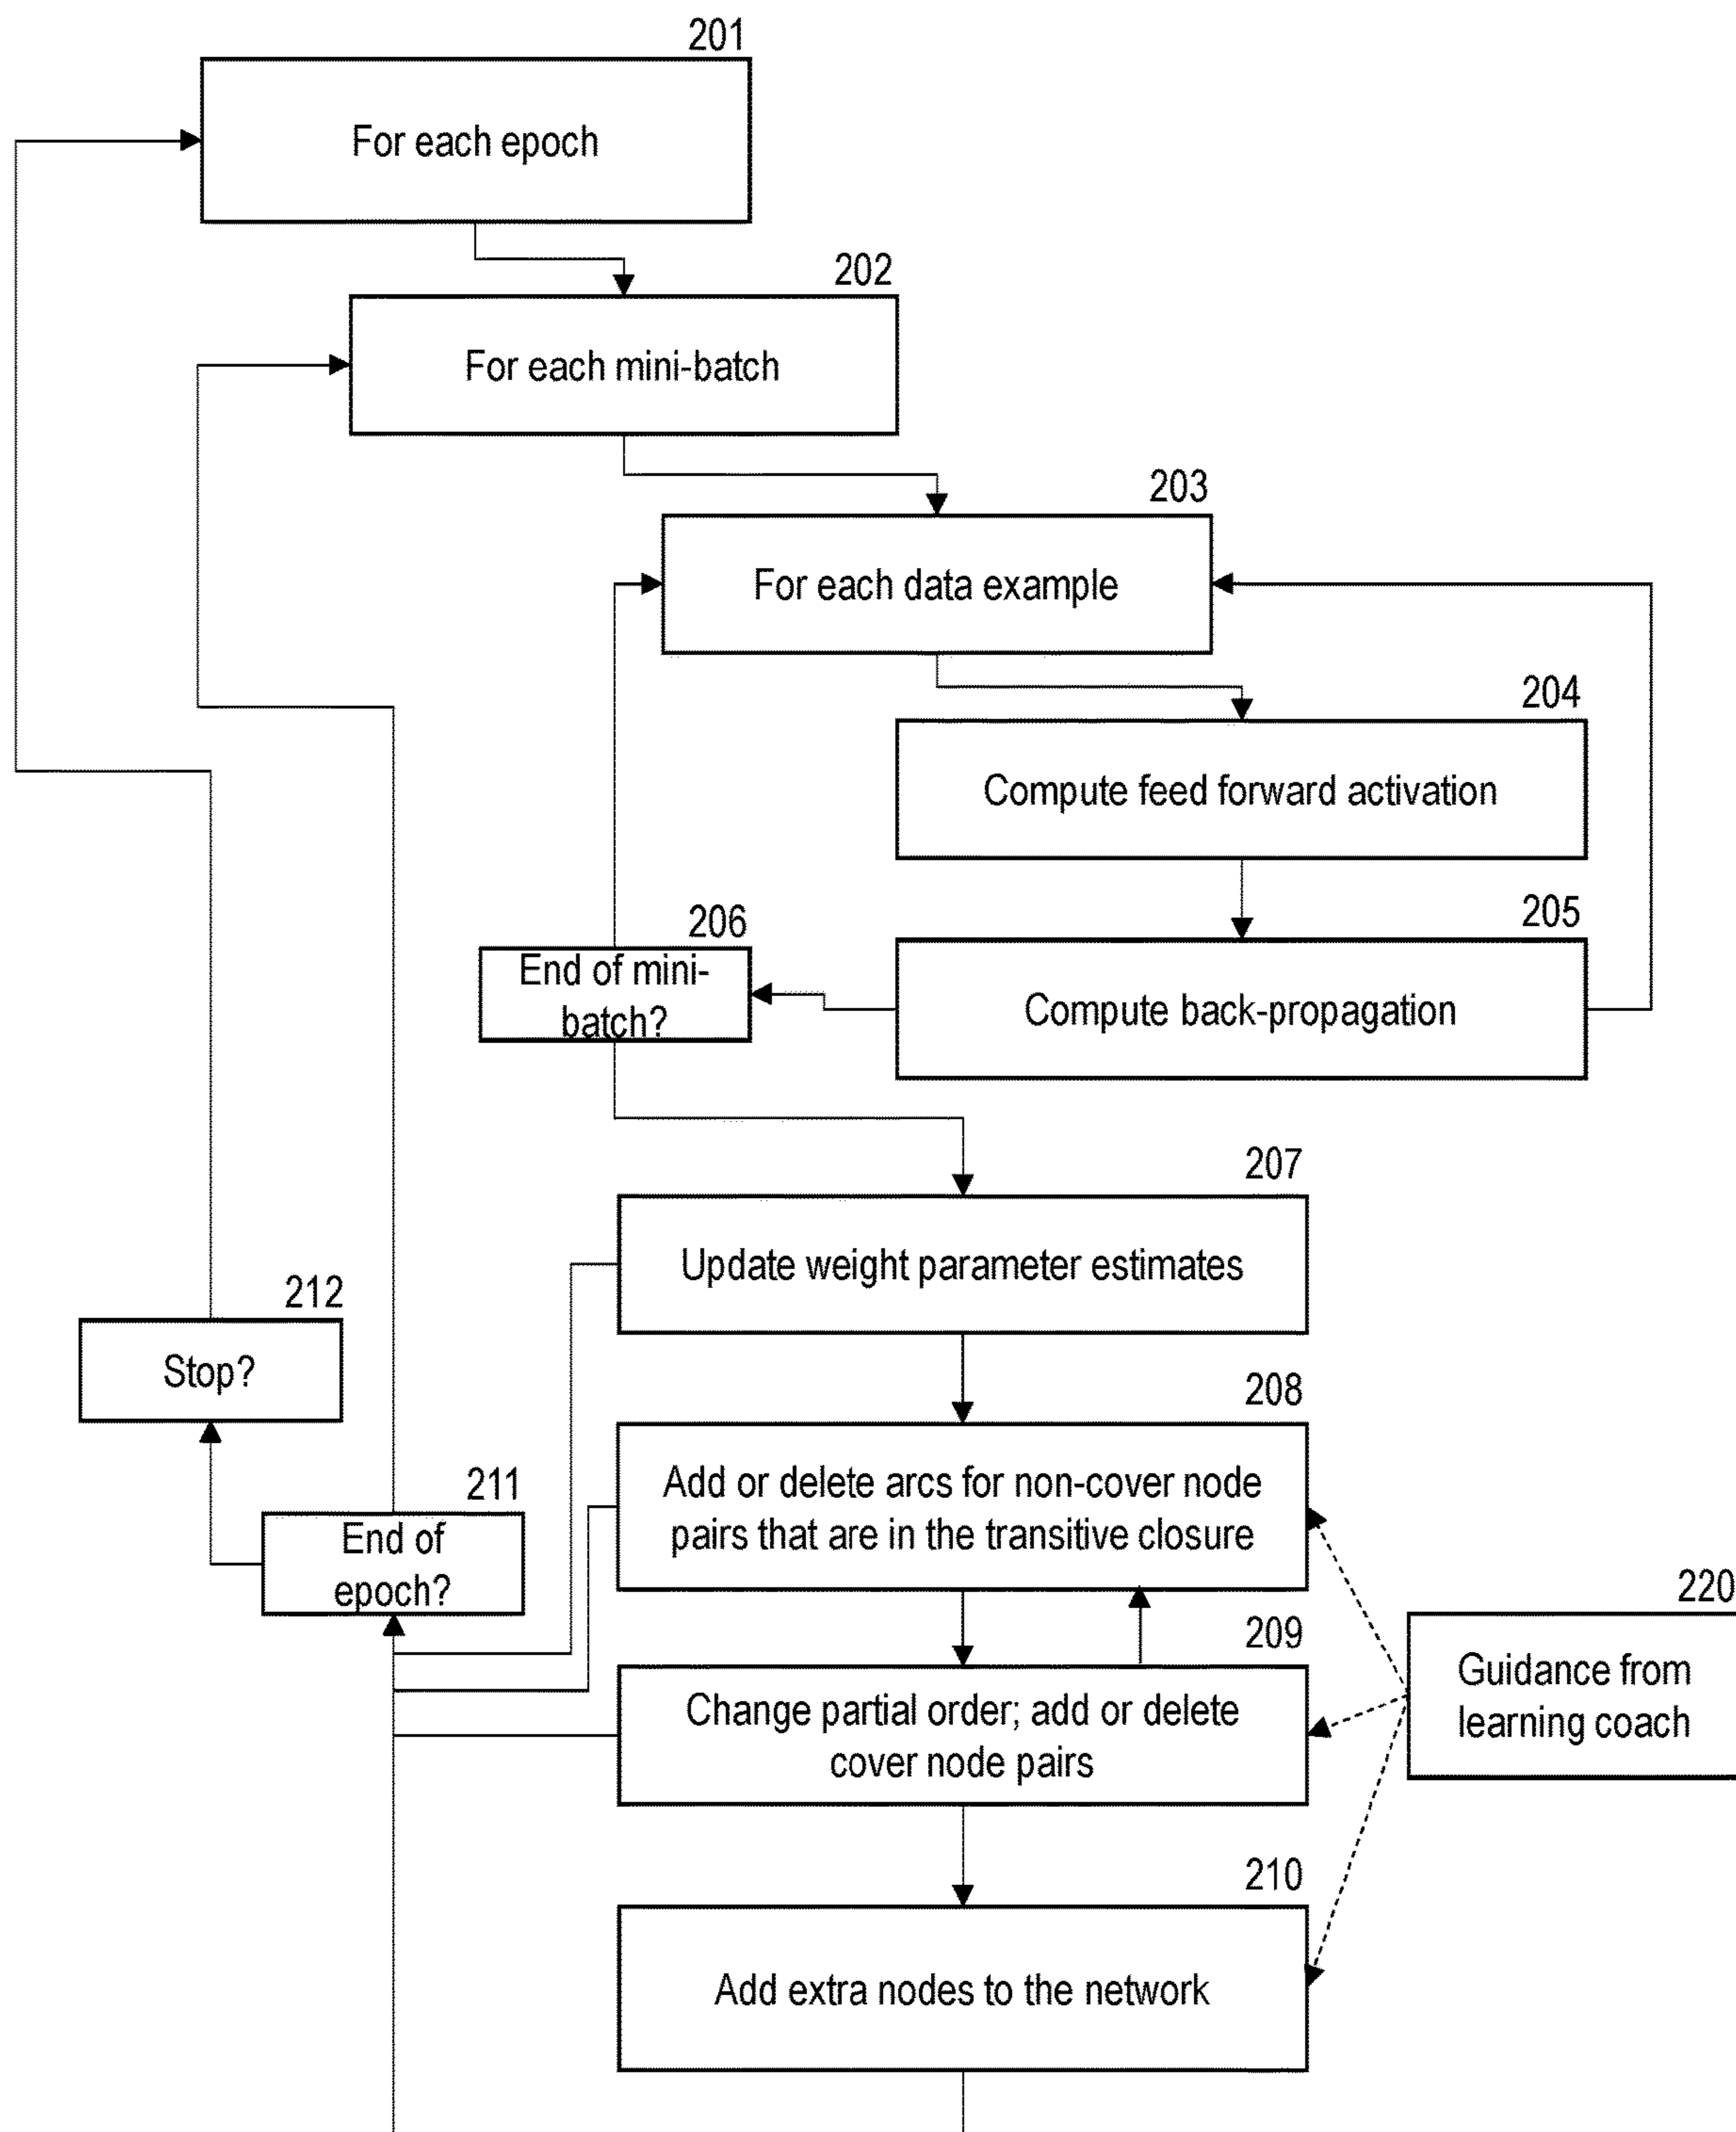 201
For each epoch
202
For each mini-batch
203
For each data example
204
Compute feed forward activation
205
Compute back-propagation
206
End of mini-
batch?
207
Update weight parameter estimates
212
Stop?
208
Add or delete arcs for non-cover node
pairs that are in the transitive closure
211
End of
epoch?
209
Change partial order; add or delete
cover node pairs
220
Guidance from
learning coach
210
Add extra nodes to the network